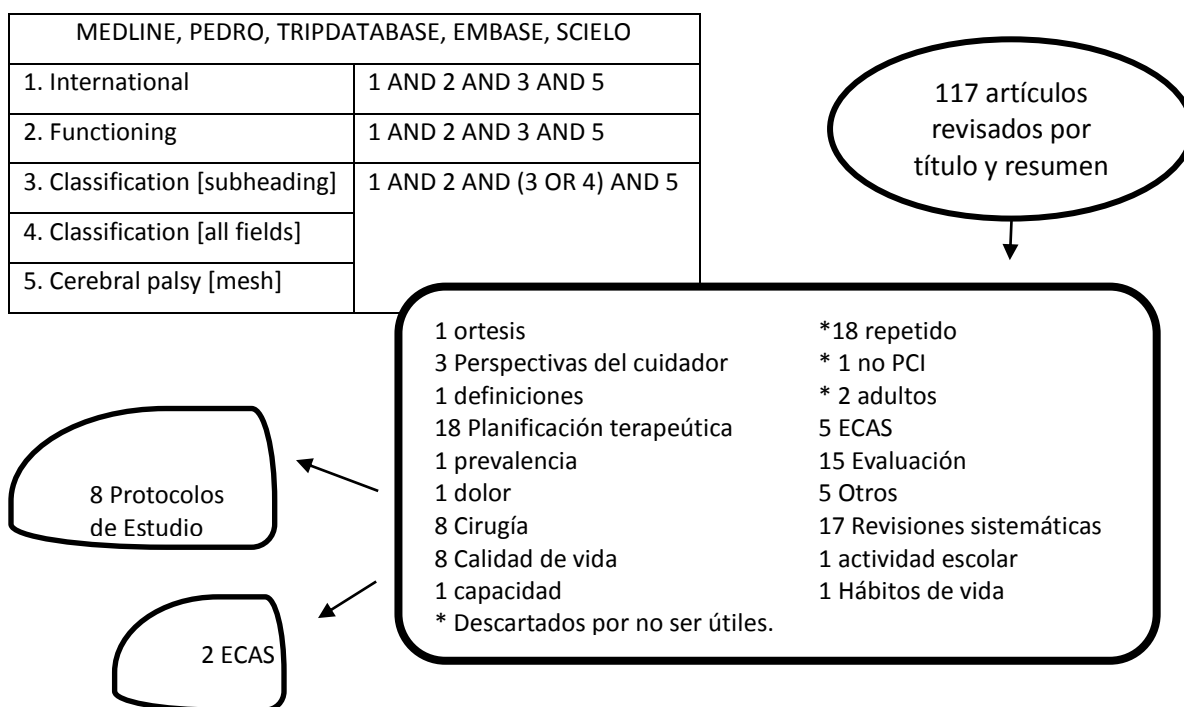 MEDLINE, PEDRO, TRIPDATABASE, EMBASE, SCIELO
1. International
1 AND 2 AND 3 AND 5
2. Functioning
1 AND 2 AND 3 AND 5
3. Classification [subheading]
1 AND 2 AND (3 OR 4) AND 5
4. Classification [all fields]
5. Cerebral palsy [mesh]
117 artículos
revisados por
título y resumen
1 ortesis
3 Perspectivas del cuidador
1 definiciones
18 Planificación terapeútica
1 prevalencia
1 dolor
8 Cirugía
8 Calidad de vida
1 capacidad
* Descartados por no ser útiles.
*18 repetido
* 1 no PCI
* 2 adultos
5 ECAS
15 Evaluación
5 Otros
17 Revisiones sistemáticas
1 actividad escolar
1 Hábitos de vida
8 Protocolos
de Estudio
2 ECAS